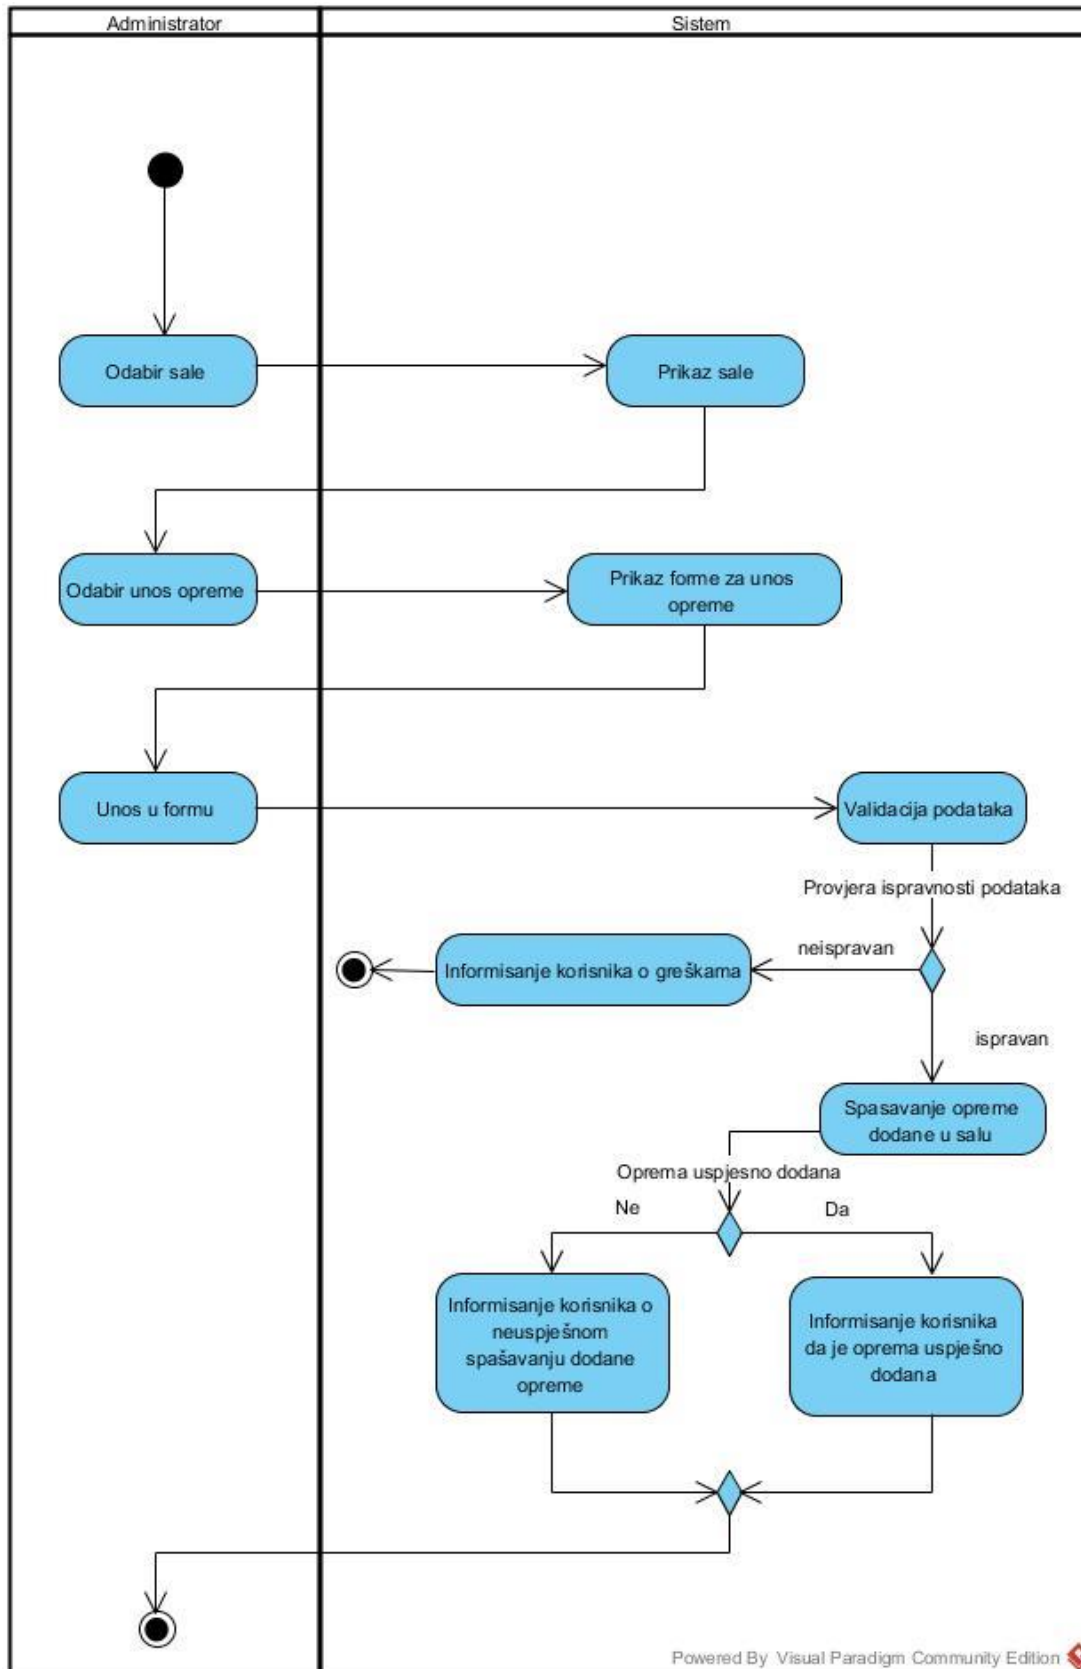 Administrator
Sistem
Odabir sale
Prikaz sale
Odabir unos opreme
Prikaz forme za unos
opreme
Unos u formu
Validacija podataka
Provjera ispravnosti podataka
neispravan
Informisanje korisnika o greškama
ispravan
Spasavanje opreme
dodane u salu
Oprema uspjesno dodana
Ne
Da
Informisanje korisnika o
neuspješnom
spašavanju dodane
opreme
Informisanje korisnika
da je oprema uspješno
dodana
Powered By Visual Paradigm Community Edition